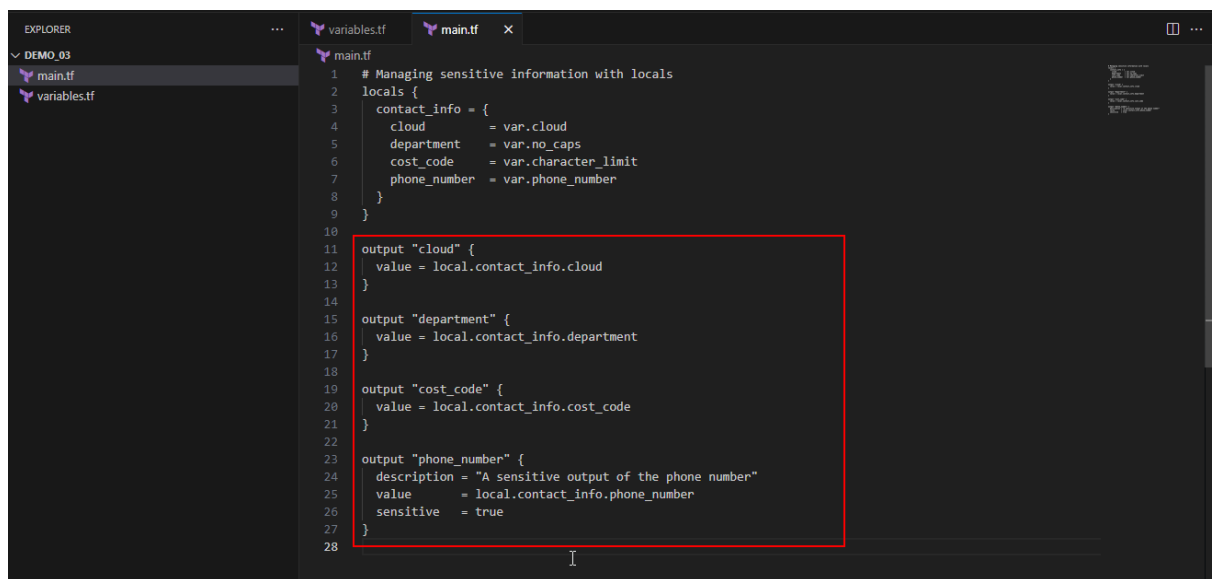 EXPLORER
...
DEMO_03
main.tf
variables.tf
variables.tf
main.tf
...
main.tf
1 # Managing sensitive information with locals
2 locals {
3   contact_info = {
4     cloud         = var.cloud
5     department    = var.no_caps
6     cost_code     = var.character_limit
7     phone_number  = var.phone_number
8   }
9 }
10
11 output "cloud" {
12   value = local.contact_info.cloud
13 }
14
15 output "department" {
16   value = local.contact_info.department
17 }
18
19 output "cost_code" {
20   value = local.contact_info.cost_code
21 }
22
23 output "phone_number" {
24   description = "A sensitive output of the phone number"
25   value       = local.contact_info.phone_number
26   sensitive   = true
27 }
28